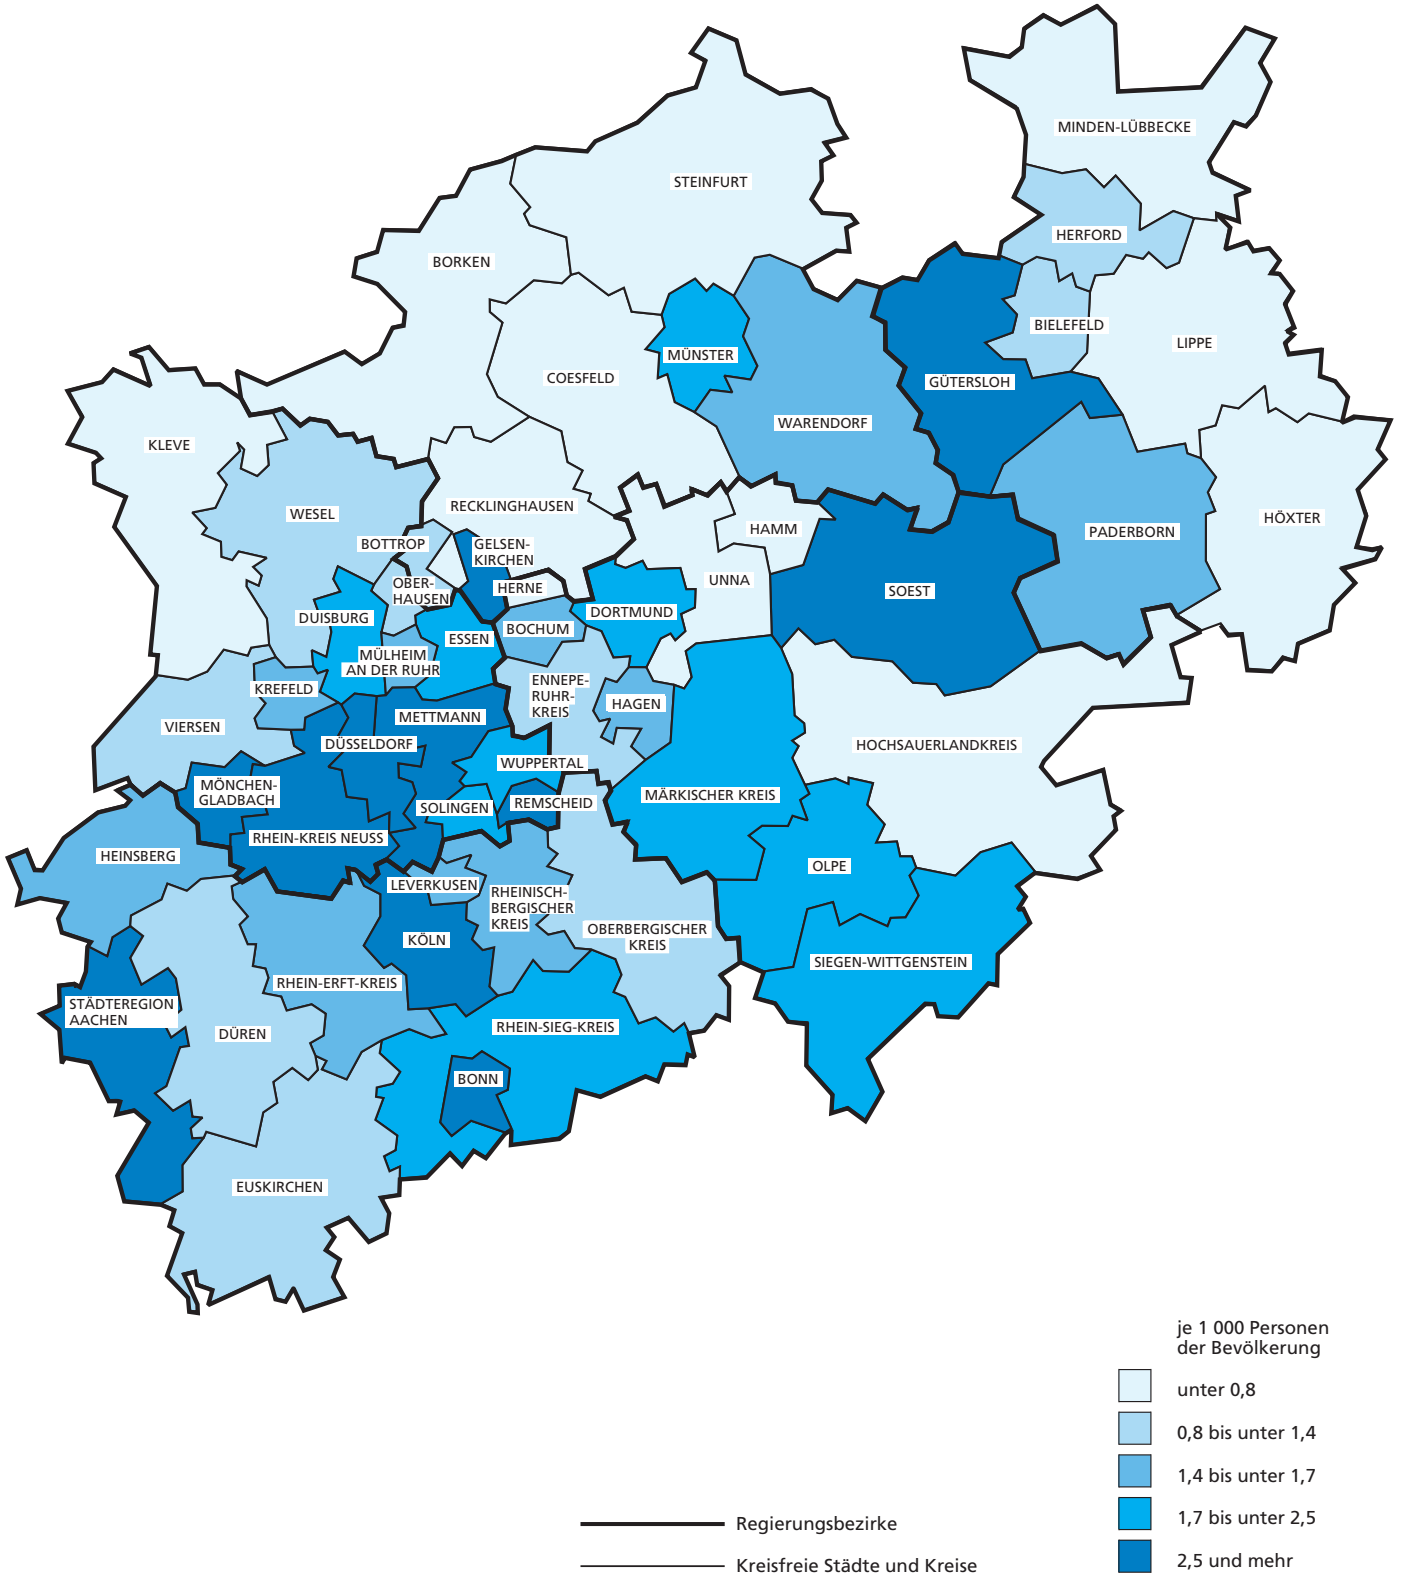 MINDEN-LÜBBECKE
STEINFURT
HERFORD
BORKEN
BIELEFELD
LIPPE
MÜNSTER
COESFELD
GÜTERSLOH
WARENDORF
KLEVE
RECKLINGHAUSEN
WESEL
HÖXTER
HAMM
PADERBORN
BOTTROP
GELSEN-
KIRCHEN
UNNA
OBER-
HAUSEN
HERNE
SOEST
DORTMUND
DUISBURG
BOCHUM
ESSEN
MÜLHEIM
AN DER RUHR
ENNEPE-
RUHR-
KREIS
KREFELD
HAGEN
METTMANN
VIERSEN
DÜSSELDORF
HOCHSAUERLANDKREIS
WUPPERTAL
MÖNCHEN-
GLADBACH
MÄRKISCHER KREIS
REMSCHEID
SOLINGEN
RHEIN-KREIS NEUSS
HEINSBERG
OLPE
LEVERKUSEN
RHEINISCH-
BERGISCHER
KREIS
OBERBERGISCHER
KREIS
KÖLN
SIEGEN-WITTGENSTEIN
RHEIN-ERFT-KREIS
STÄDTEREGION
AACHEN
RHEIN-SIEG-KREIS
DÜREN
BONN
EUSKIRCHEN
je 1 000 Personen
der Bevölkerung
unter 0,8
0,8 bis unter 1,4
1,4 bis unter 1,7
1,7 bis unter 2,5
2,5 und mehr
Regierungsbezirke
Kreisfreie Städte und Kreise